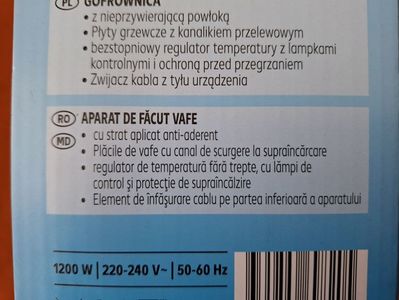 PL GOFROWNICA
• z nieprzywierającą powłoką
• Płyty grzewcze z kanalikiem przelewowym
• bezstopniowy regulator temperatury z lampkami
kontrolnymi i ochroną przed przegrzaniem
• Zwijacz kabla z tyłu urządzenia
RO APARAT DE FĂCUT VAFE
MD • cu strat aplicat anti-aderent
• Plăcile de vafe cu canal de scurgere la supraîncărcare
• regulator de temperatură fără trepte, cu lămpi de
control și protecție de supraîncălzire
• Element de înfășurare cablu pe partea inferioară a aparatului
1200 W | 220-240 V~ | 50-60 Hz